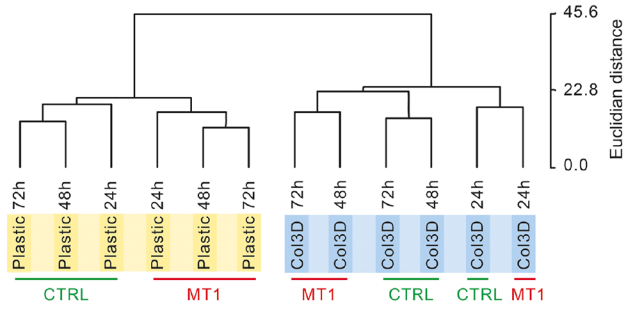 45.6
22.8
0.0
Euclidian distance
72h 48h 24h 24h 48h 72h 72h 48h 72h 48h 24h 24h
Plastic Plastic Plastic Plastic Plastic Plastic Col3D Col3D Col3D Col3D Col3D Col3D
CTRL MT1 MT1 CTRL CTRL MT1